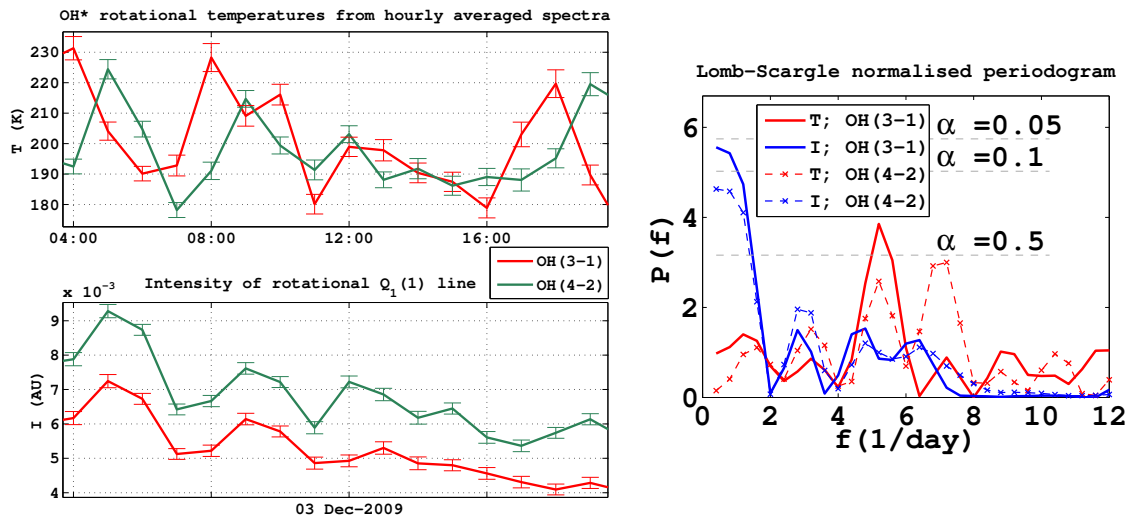 OH* rotational temperatures from hourly averaged spectra
T (K)
230
220
210
200
190
180
04:00 08:00 12:00 16:00
OH(3-1)
OH(4-2)
x 10⁻³ Intensity of rotational Q₁(1) line
I (AU)
9
8
7
6
5
4
03 Dec-2009
Lomb-Scargle normalised periodogram
T; OH(3-1)
I; OH(3-1)
T; OH(4-2)
I; OH(4-2)
α =0.05
α =0.1
α =0.5
P(f)
6
4
2
0
0 2 4 6 8 10 12
f(1/day)